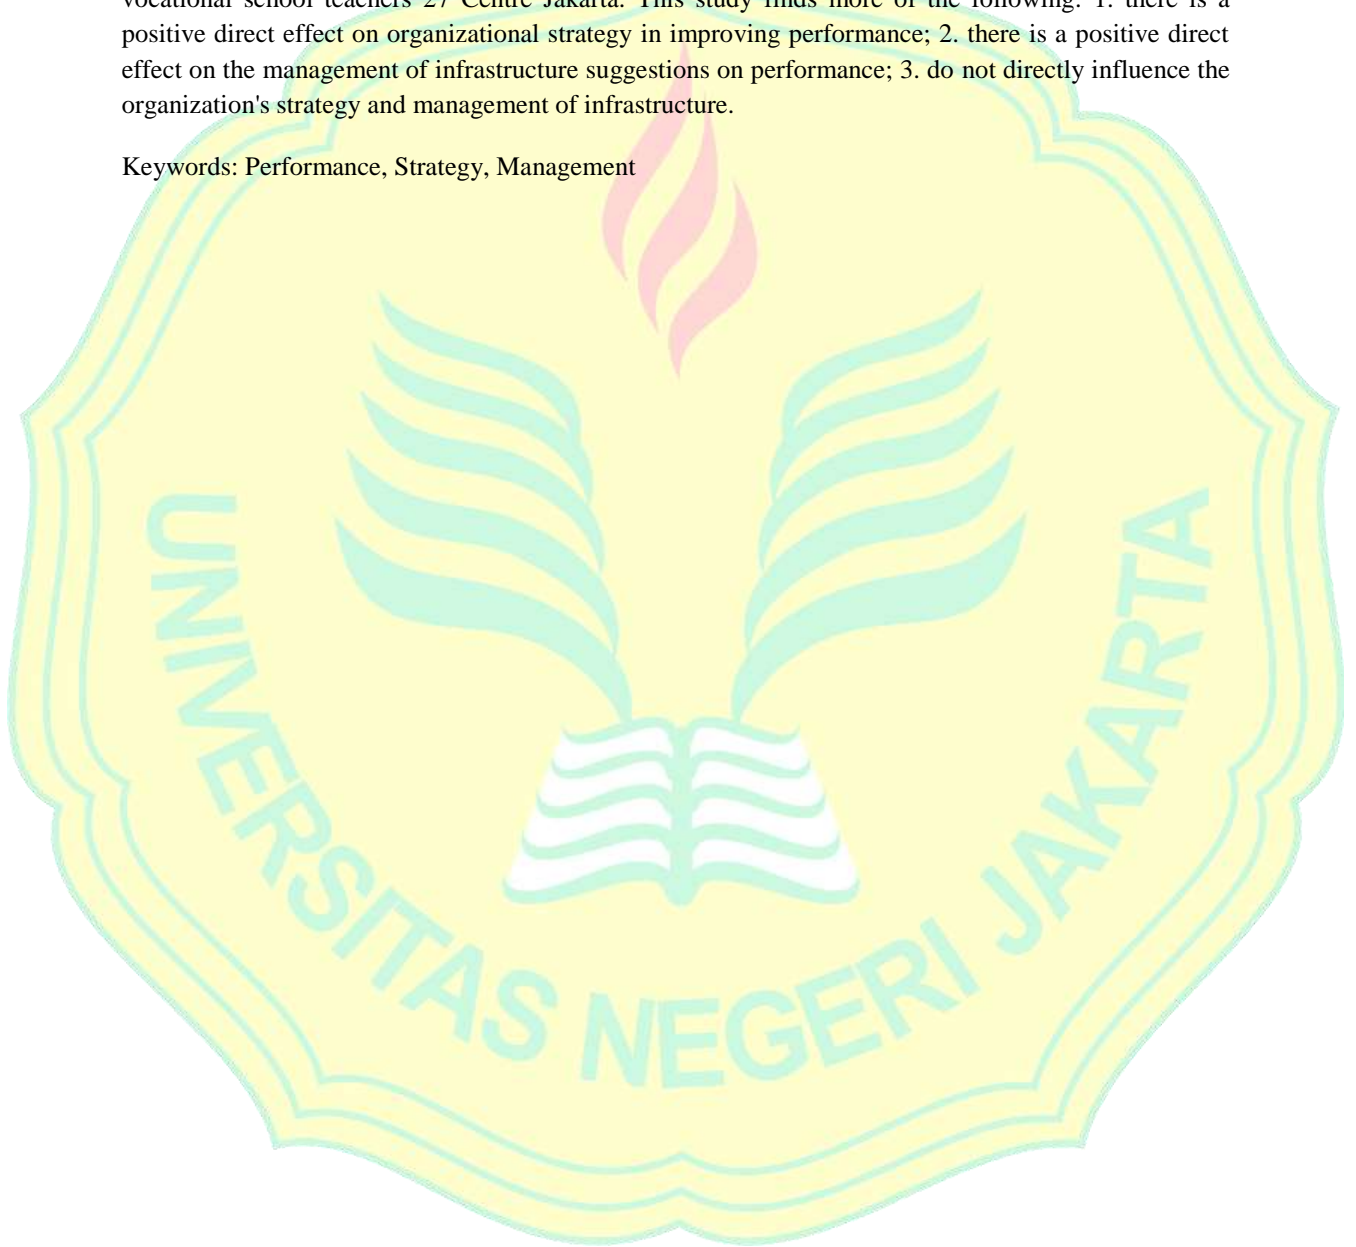 vocational school teachers 27 Centre Jakarta. This study finds more of the following: 1. there is a
positive direct effect on organizational strategy in improving performance; 2. there is a positive direct
effect on the management of infrastructure suggestions on performance; 3. do not directly influence the
organization's strategy and management of infrastructure.
Keywords: Performance, Strategy, Management
UNIVERSITAS NEGERI JAKARTA